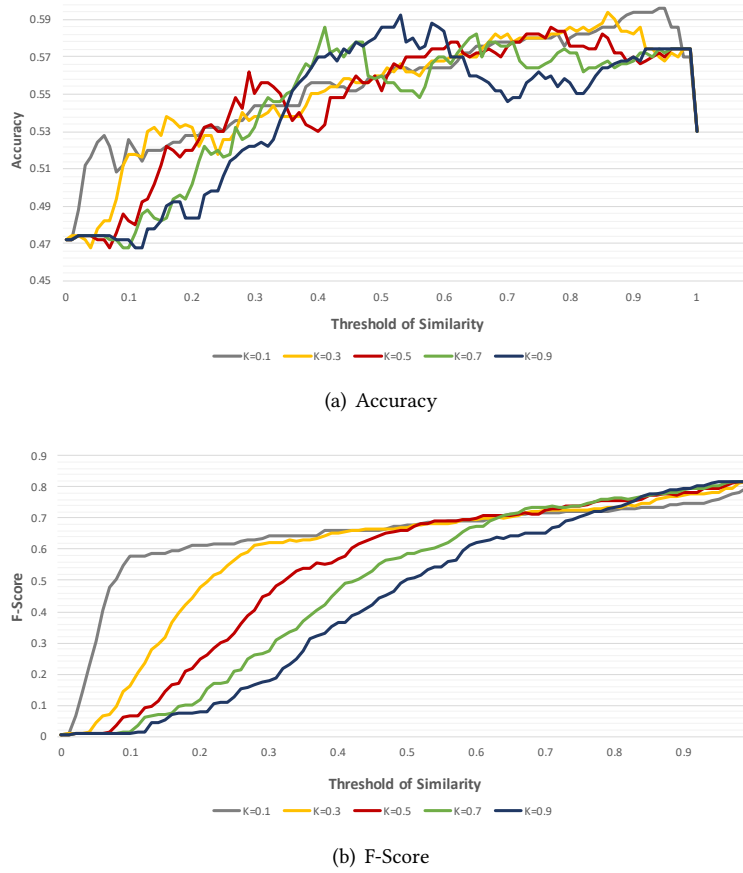 0.59
0.57
0.55
0.53
0.51
0.49
0.47
0.45
Accuracy
0 0.1 0.2 0.3 0.4 0.5 0.6 0.7 0.8 0.9 1
Threshold of Similarity
K=0.1 K=0.3 K=0.5 K=0.7 K=0.9
(a) Accuracy
0.9
0.8
0.7
0.6
0.5
0.4
0.3
0.2
0.1
0
F-Score
0 0.1 0.2 0.3 0.4 0.5 0.6 0.7 0.8 0.9
Threshold of Similarity
K=0.1 K=0.3 K=0.5 K=0.7 K=0.9
(b) F-Score